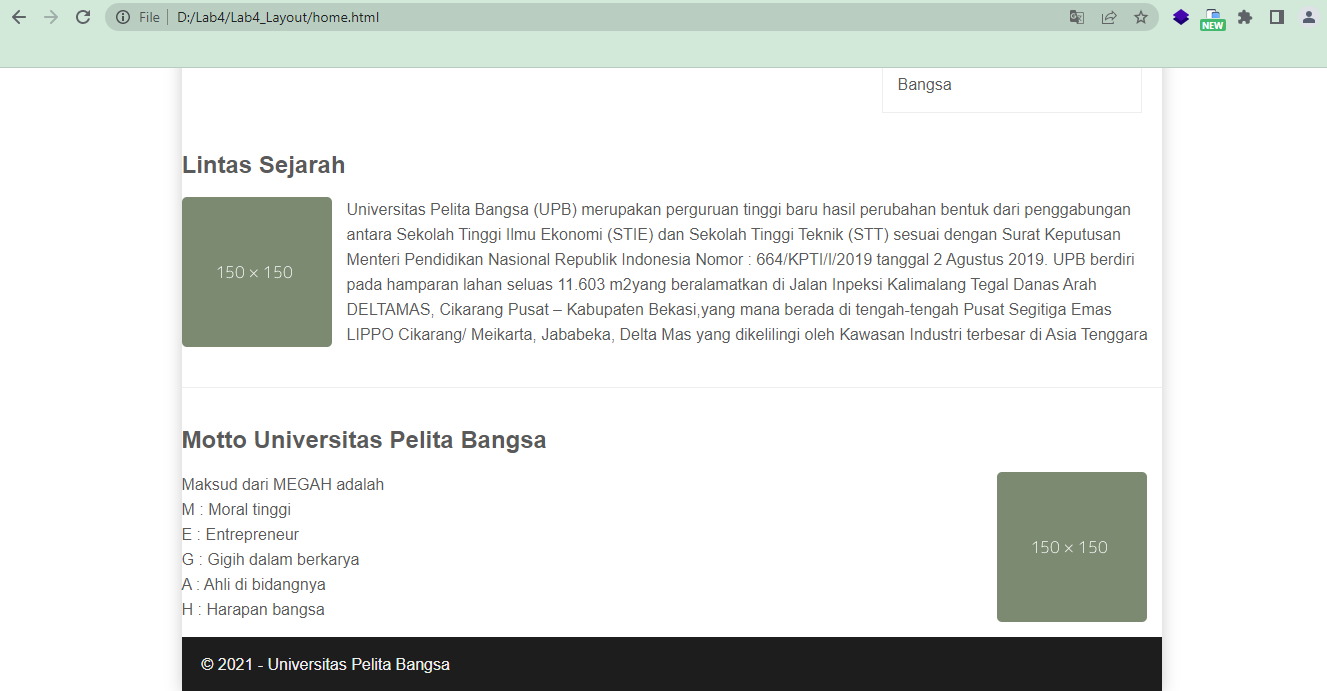 File
D:/Lab4/Lab4_Layout/home.html
NEW
Bangsa
Lintas Sejarah
150 × 150
Universitas Pelita Bangsa (UPB) merupakan perguruan tinggi baru hasil perubahan bentuk dari penggabungan
antara Sekolah Tinggi Ilmu Ekonomi (STIE) dan Sekolah Tinggi Teknik (STT) sesuai dengan Surat Keputusan
Menteri Pendidikan Nasional Republik Indonesia Nomor : 664/KPTI/I/2019 tanggal 2 Agustus 2019. UPB berdiri
pada hamparan lahan seluas 11.603 m2yang beralamatkan di Jalan Inpeksi Kalimalang Tegal Danas Arah
DELTAMAS, Cikarang Pusat – Kabupaten Bekasi,yang mana berada di tengah-tengah Pusat Segitiga Emas
LIPPO Cikarang/ Meikarta, Jababeka, Delta Mas yang dikelilingi oleh Kawasan Industri terbesar di Asia Tenggara
Motto Universitas Pelita Bangsa
Maksud dari MEGAH adalah
M : Moral tinggi
E : Entrepreneur
G : Gigih dalam berkarya
A : Ahli di bidangnya
H : Harapan bangsa
150 × 150
© 2021 - Universitas Pelita Bangsa